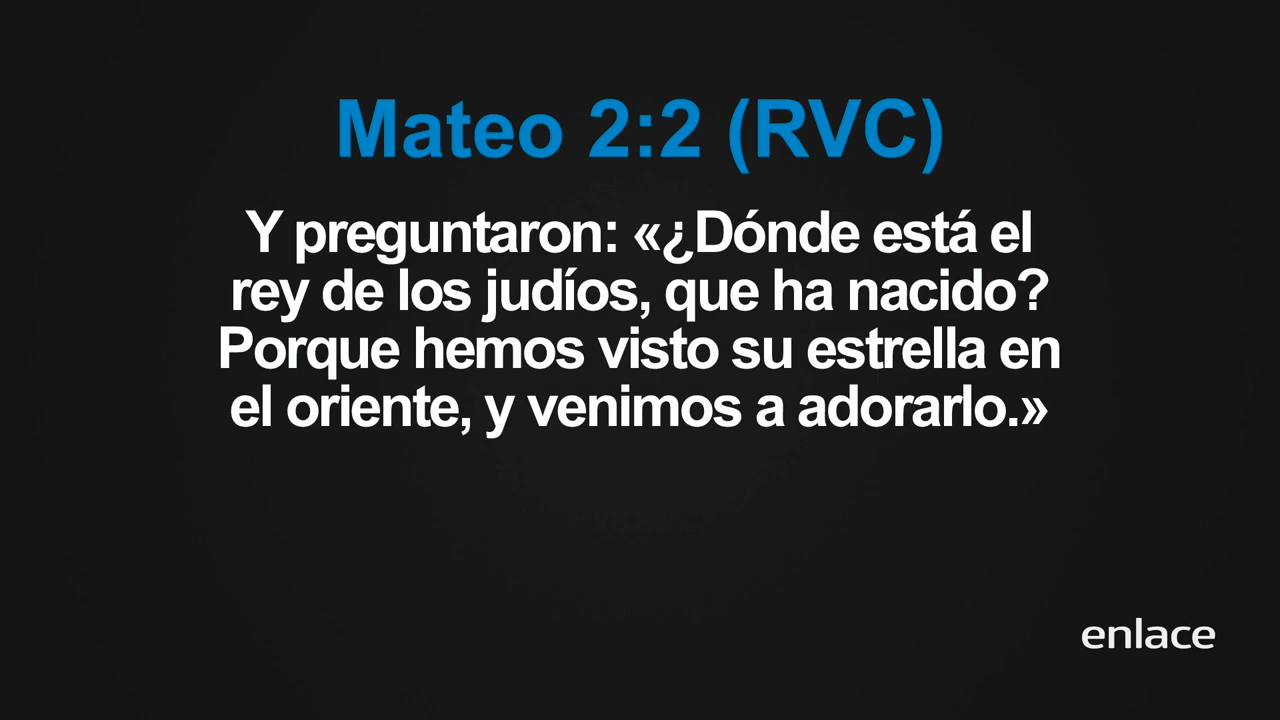 Mateo 2:2 (RVC)
Y preguntaron: «¿Dónde está el
rey de los judíos, que ha nacido?
Porque hemos visto su estrella en
el oriente, y venimos a adorarlo.»
enlace